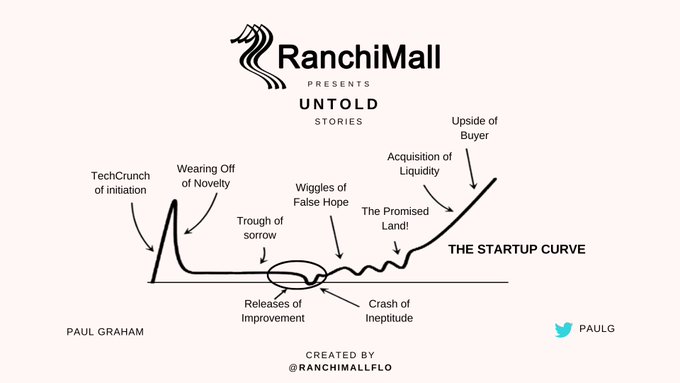 RanchiMall
PRESENTS
UNTOLD
STORIES
Upside of
Buyer
Acquisition of
Liquidity
TechCrunch
of initiation
Wearing Off
of Novelty
Wiggles of
False Hope
The Promised
Land!
Trough of
sorrow
THE STARTUP CURVE
Releases of
Improvement
Crash of
Ineptitude
PAUL GRAHAM
PAULG
CREATED BY
@RANCHIMALLFLO